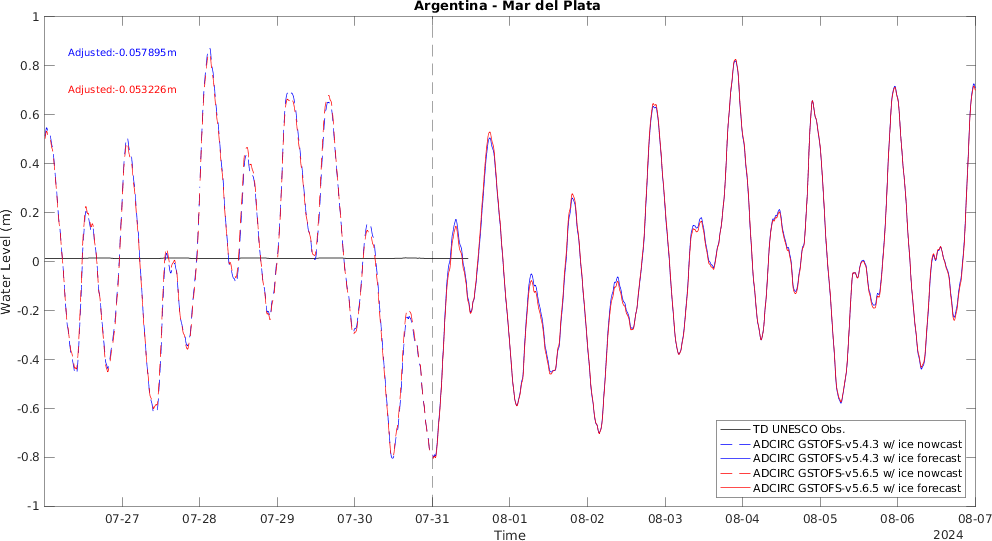 Argentina - Mar del Plata
Adjusted:-0.057895m
Adjusted:-0.053226m
Water Level (m)
1
0.8
0.6
0.4
0.2
0
-0.2
-0.4
-0.6
-0.8
-1
TD UNESCO Obs.
ADCIRC GSTOFS-v5.4.3 w/ ice nowcast
ADCIRC GSTOFS-v5.4.3 w/ ice forecast
ADCIRC GSTOFS-v5.6.5 w/ ice nowcast
ADCIRC GSTOFS-v5.6.5 w/ ice forecast
07-27 07-28 07-29 07-30 07-31 08-01 08-02 08-03 08-04 08-05 08-06 08-07
Time
2024